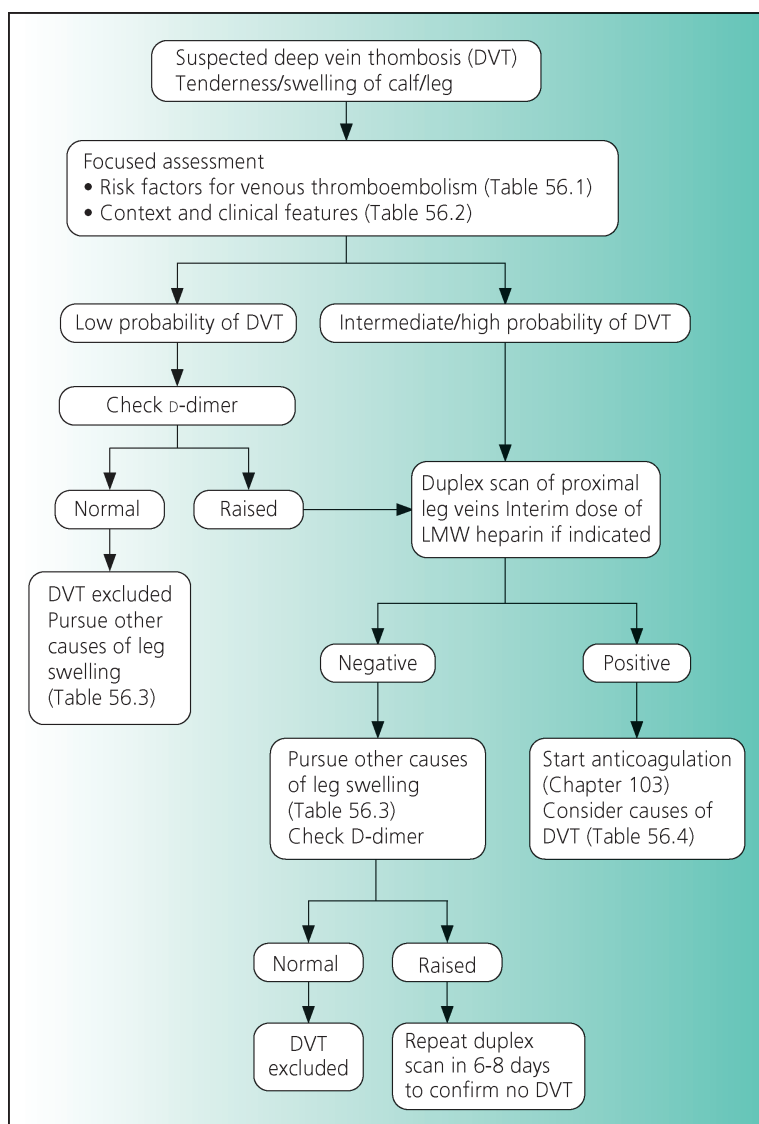 Suspected deep vein thombosis (DVT)
Tenderness/swelling of calf/leg
Focused assessment
• Risk factors for venous thromboembolism (Table 56.1)
• Context and clinical features (Table 56.2)
Low probability of DVT
Intermediate/high probability of DVT
Check D-dimer
Normal
Raised
Duplex scan of proximal
leg veins Interim dose of
LMW heparin if indicated
DVT excluded
Pursue other
causes of leg
swelling
(Table 56.3)
Negative
Positive
Pursue other causes
of leg swelling
(Table 56.3)
Check D-dimer
Start anticoagulation
(Chapter 103)
Consider causes of
DVT (Table 56.4)
Normal
Raised
DVT
excluded
Repeat duplex
scan in 6-8 days
to confirm no DVT